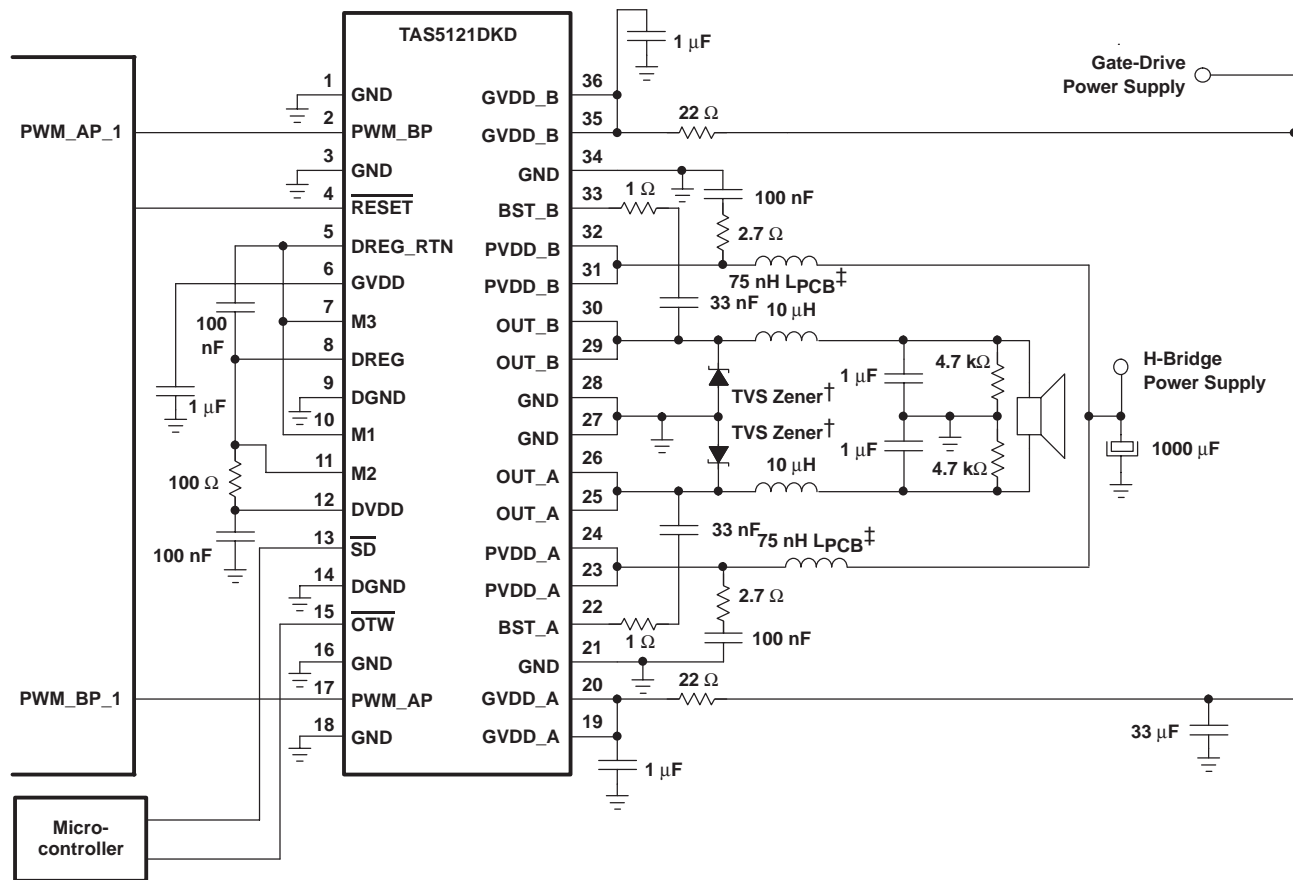 TAS5121DKD
1 µF
Gate-Drive
Power Supply
PWM_AP_1
1 GND
2 PWM_BP
3 GND
4 RESET
5 DREG_RTN
6 GVDD
7 M3
8 DREG
9 DGND
10 M1
11 M2
12 DVDD
13 SD
14 DGND
15 OTW
16 GND
17 PWM_AP
18 GND
100
nF
1 µF
100 Ω
100 nF
PWM_BP_1
Micro-
controller
GVDD_B 36
GVDD_B 35
GND 34
BST_B 33
PVDD_B 32
PVDD_B 31
OUT_B 30
OUT_B 29
GND 28
GND 27
OUT_A 26
OUT_A 25
PVDD_A 24
PVDD_A 23
BST_A 22
GND 21
GVDD_A 20
GVDD_A 19
22 Ω
1 Ω
100 nF
2.7 Ω
75 nH LPCB‡
33 nF
10 µH
TVS Zener†
TVS Zener†
10 µH
1 µF
4.7 kΩ
1 µF
4.7 kΩ
H-Bridge
Power Supply
1000 µF
33 nF
75 nH LPCB‡
2.7 Ω
100 nF
1 Ω
22 Ω
1 µF
33 µF